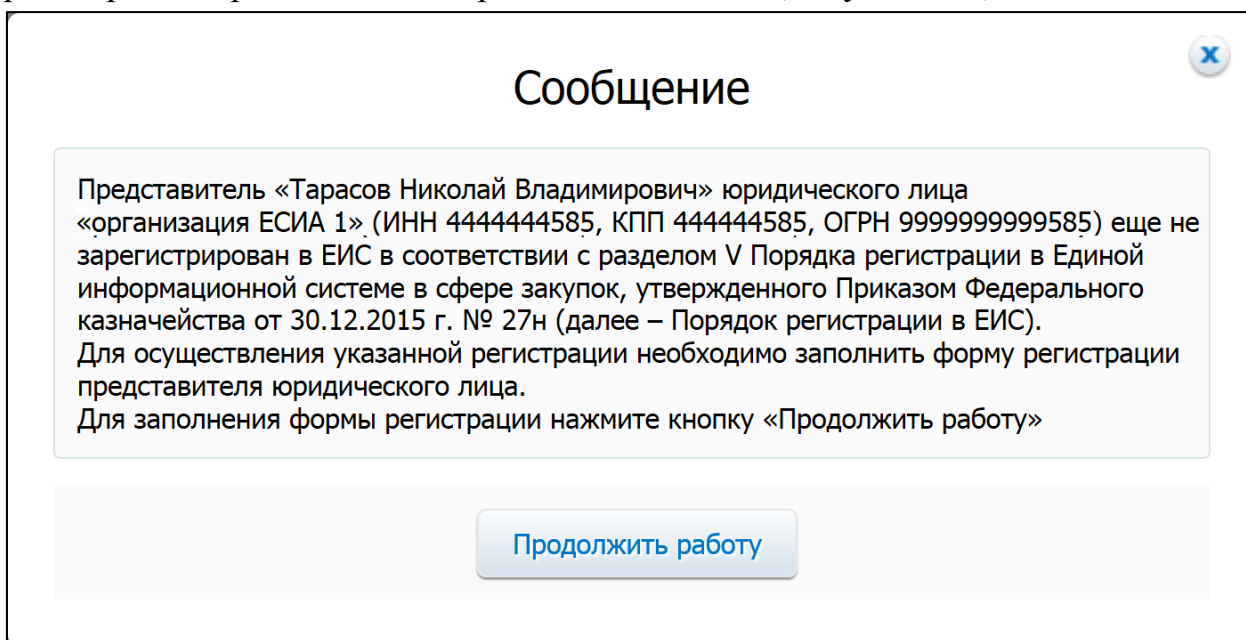 Сообщение
x
Представитель «Тарасов Николай Владимирович» юридического лица
«организация ЕСИА 1» (ИНН 4444444585, КПП 444444585, ОГРН 9999999999585) еще не
зарегистрирован в ЕИС в соответствии с разделом V Порядка регистрации в Единой
информационной системе в сфере закупок, утвержденного Приказом Федерального
казначейства от 30.12.2015 г. № 27н (далее – Порядок регистрации в ЕИС).
Для осуществления указанной регистрации необходимо заполнить форму регистрации
представителя юридического лица.
Для заполнения формы регистрации нажмите кнопку «Продолжить работу»
Продолжить работу